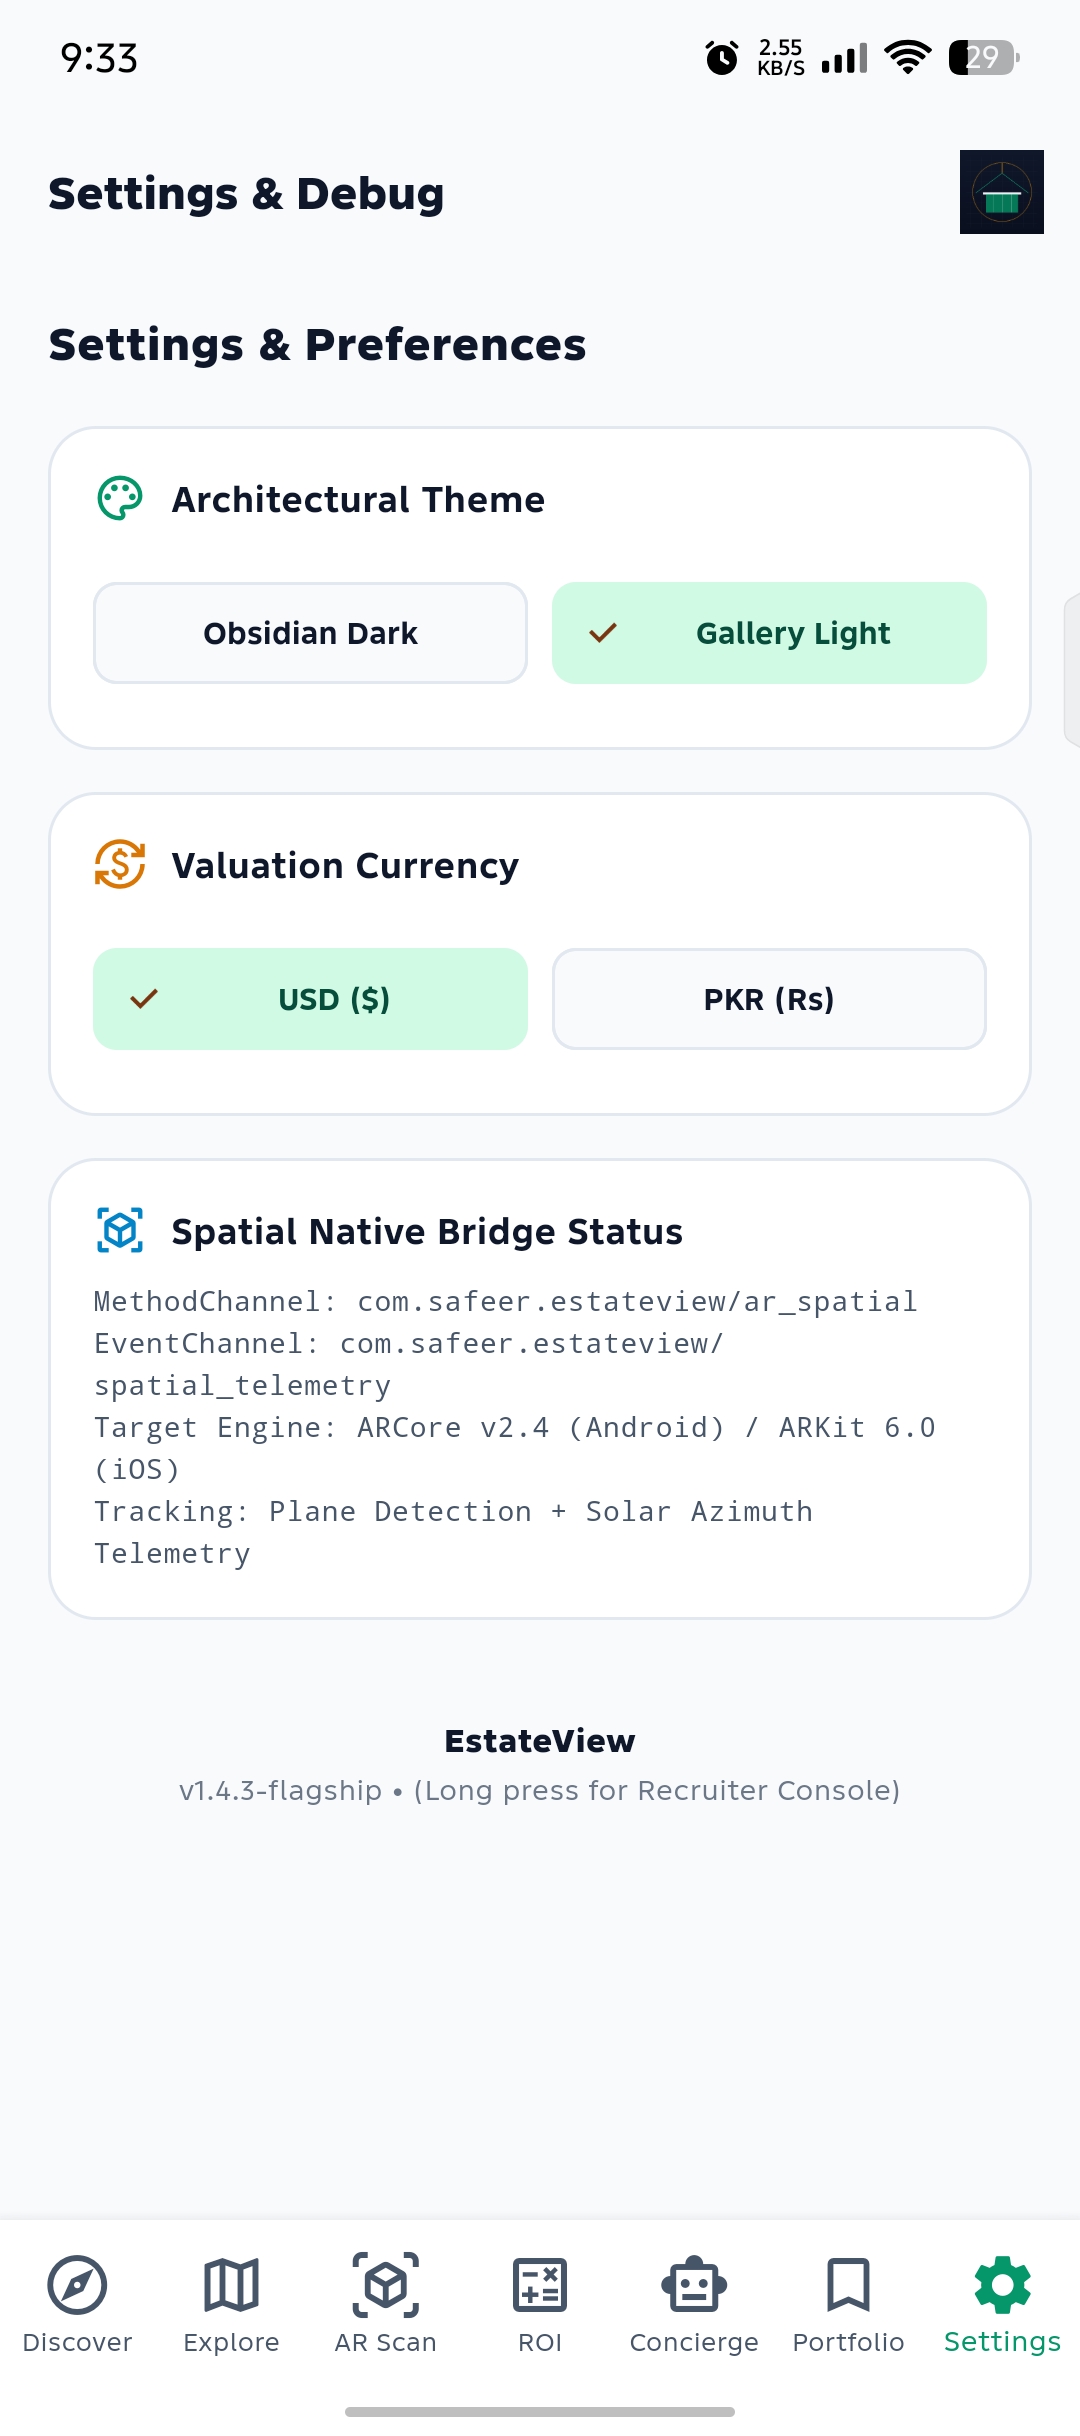 9:33
2.55
KB/S
29
Settings & Debug
Settings & Preferences
Architectural Theme
Obsidian Dark
Gallery Light
Valuation Currency
USD ($)
PKR (Rs)
Spatial Native Bridge Status
MethodChannel: com.safeer.estateview/ar_spatial
EventChannel: com.safeer.estateview/
spatial_telemetry
Target Engine: ARCore v2.4 (Android) / ARKit 6.0
(iOS)
Tracking: Plane Detection + Solar Azimuth
Telemetry
EstateView
v1.4.3-flagship • (Long press for Recruiter Console)
Discover
Explore
AR Scan
ROI
Concierge
Portfolio
Settings